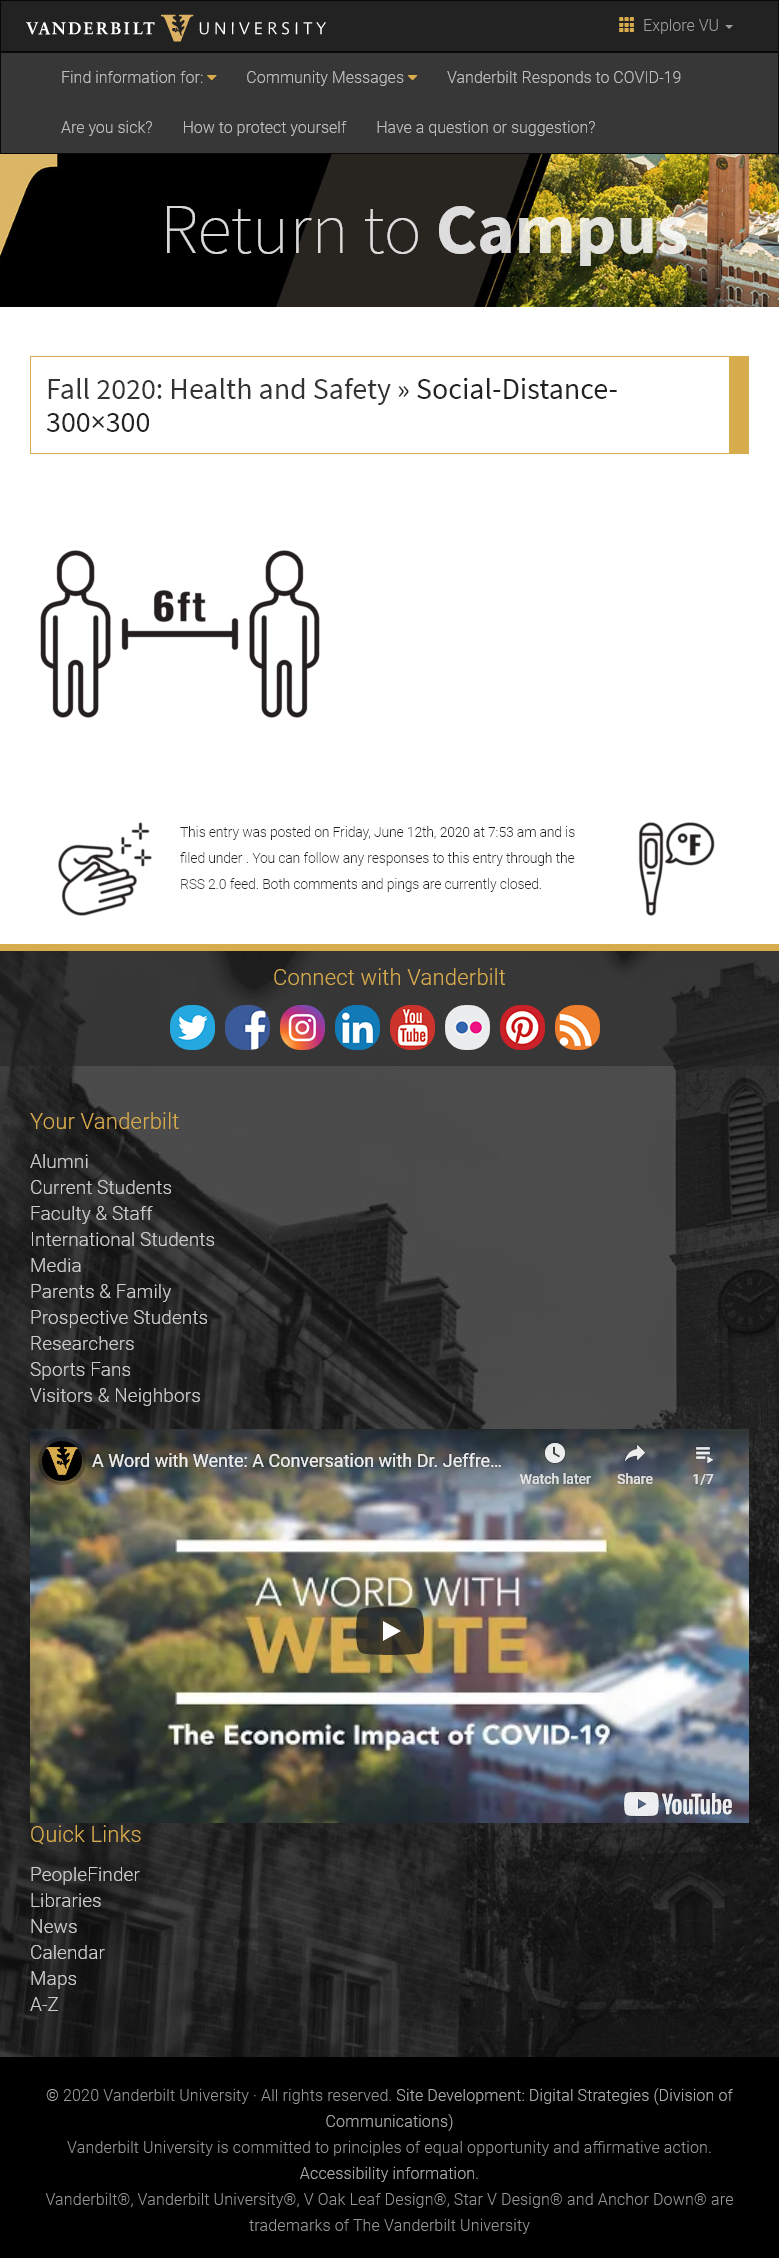 VANDERBILT V UNIVERSITY
Explore VU
Find information for:
Community Messages
Vanderbilt Responds to COVID-19
Are you sick?
How to protect yourself
Have a question or suggestion?
Return to Campus
Fall 2020: Health and Safety » Social-Distance-
300×300
6ft
This entry was posted on Friday, June 12th, 2020 at 7:53 am and is
filed under . You can follow any responses to this entry through the
RSS 2.0 feed. Both comments and pings are currently closed.
°F
Connect with Vanderbilt
You
Tube
Your Vanderbilt
Alumni
Current Students
Faculty & Staff
International Students
Media
Parents & Family
Prospective Students
Researchers
Sports Fans
Visitors & Neighbors
A Word with Wente: A Conversation with Dr. Jeffre...
Watch later
Share
1/7
A WORD WITH
WENTE
The Economic Impact of COVID-19
YouTube
Quick Links
PeopleFinder
Libraries
News
Calendar
Maps
A-Z
© 2020 Vanderbilt University · All rights reserved. Site Development: Digital Strategies (Division of
Communications)
Vanderbilt University is committed to principles of equal opportunity and affirmative action.
Accessibility information.
Vanderbilt®, Vanderbilt University®, V Oak Leaf Design®, Star V Design® and Anchor Down® are
trademarks of The Vanderbilt University